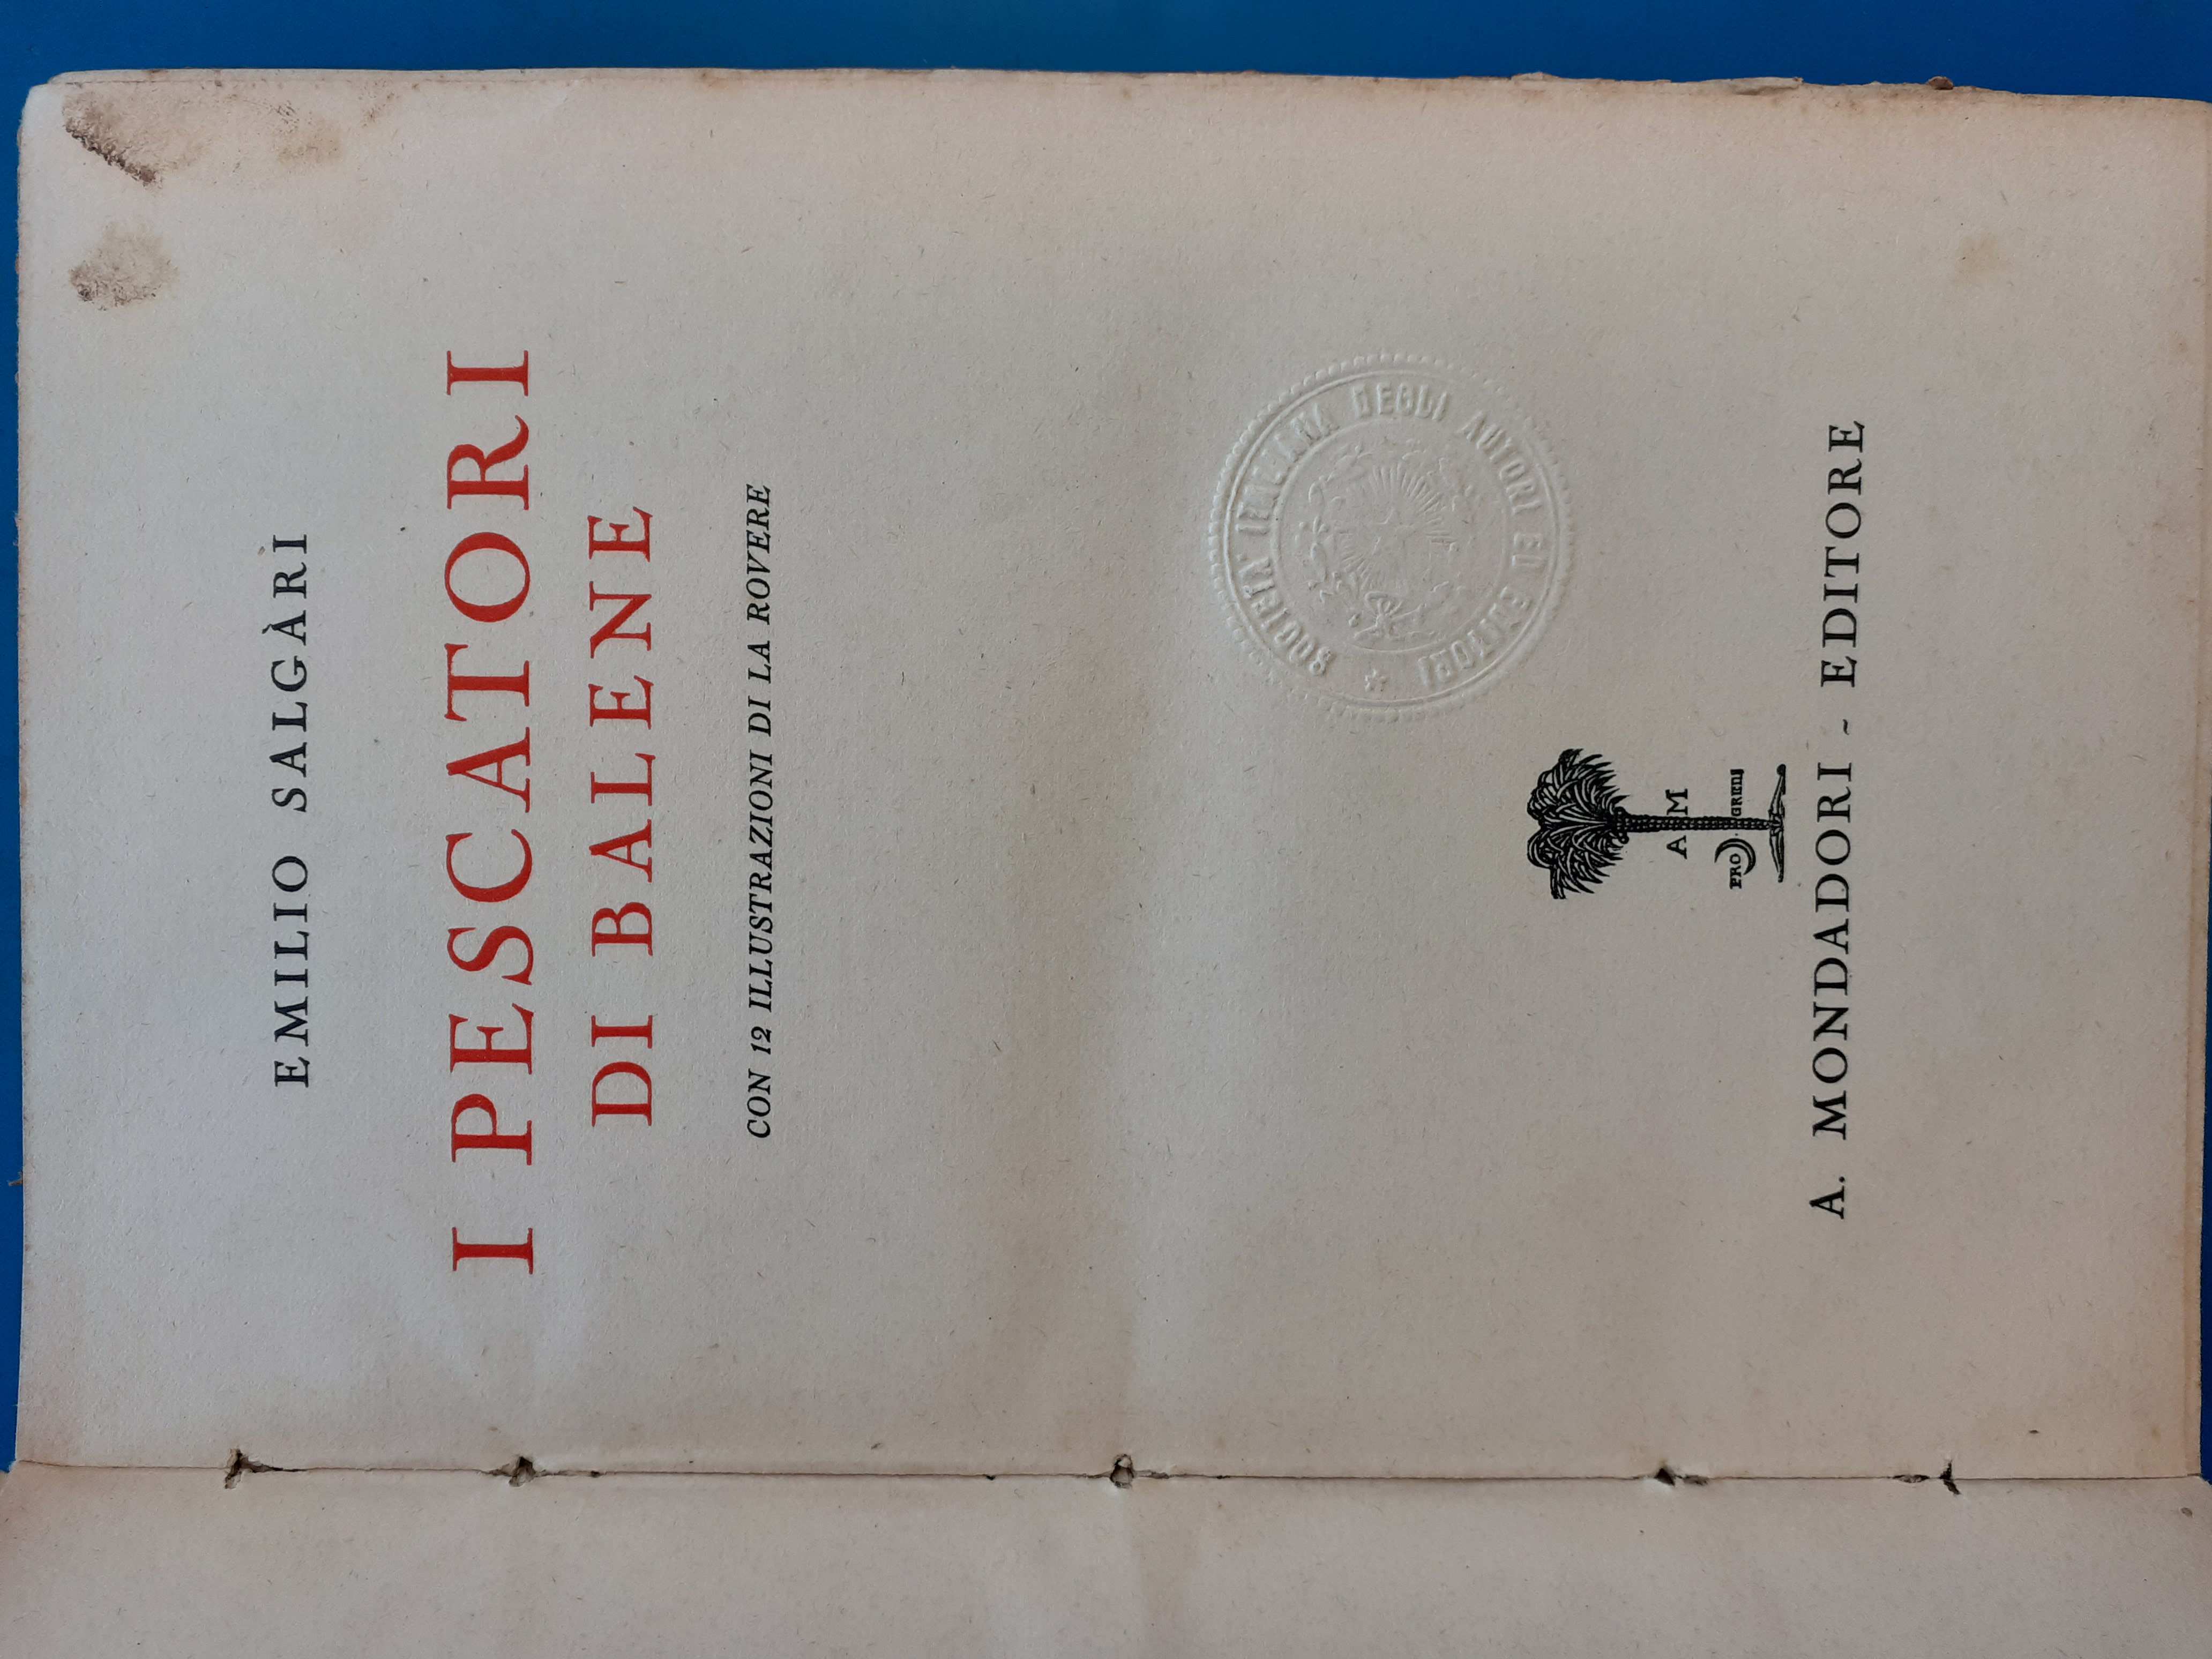 EMILIO SALGÀRI
I PESCATORI
DI BALENE
CON 12 ILLUSTRAZIONI DI LA ROVERE
SOCIETÀ ITALIANA DEGLI AUTORI ED EDITORI
A M
PRO GREDI
A. MONDADORI ~ EDITORE